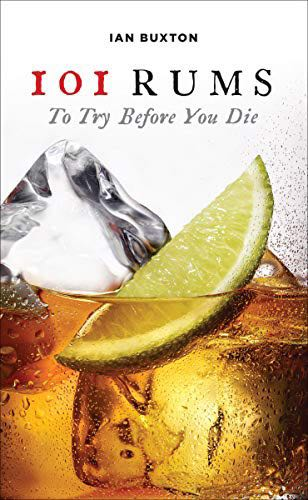 IAN BUXTON
101 RUMS
To Try Before You Die